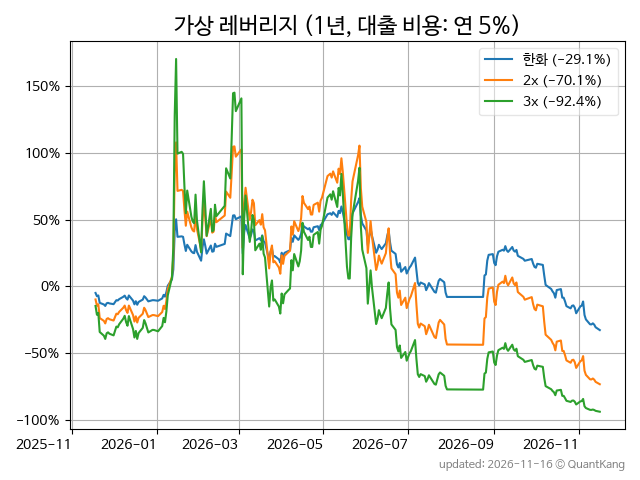 가상 레버리지 (1년, 대출 비용: 연 5%)
한화 (−29.1%)
2x (−70.1%)
3x (−92.4%)
150%
100%
50%
0%
−50%
−100%
2025-11 2026-01 2026-03 2026-05 2026-07 2026-09 2026-11
updated: 2026-11-16 © QuantKang